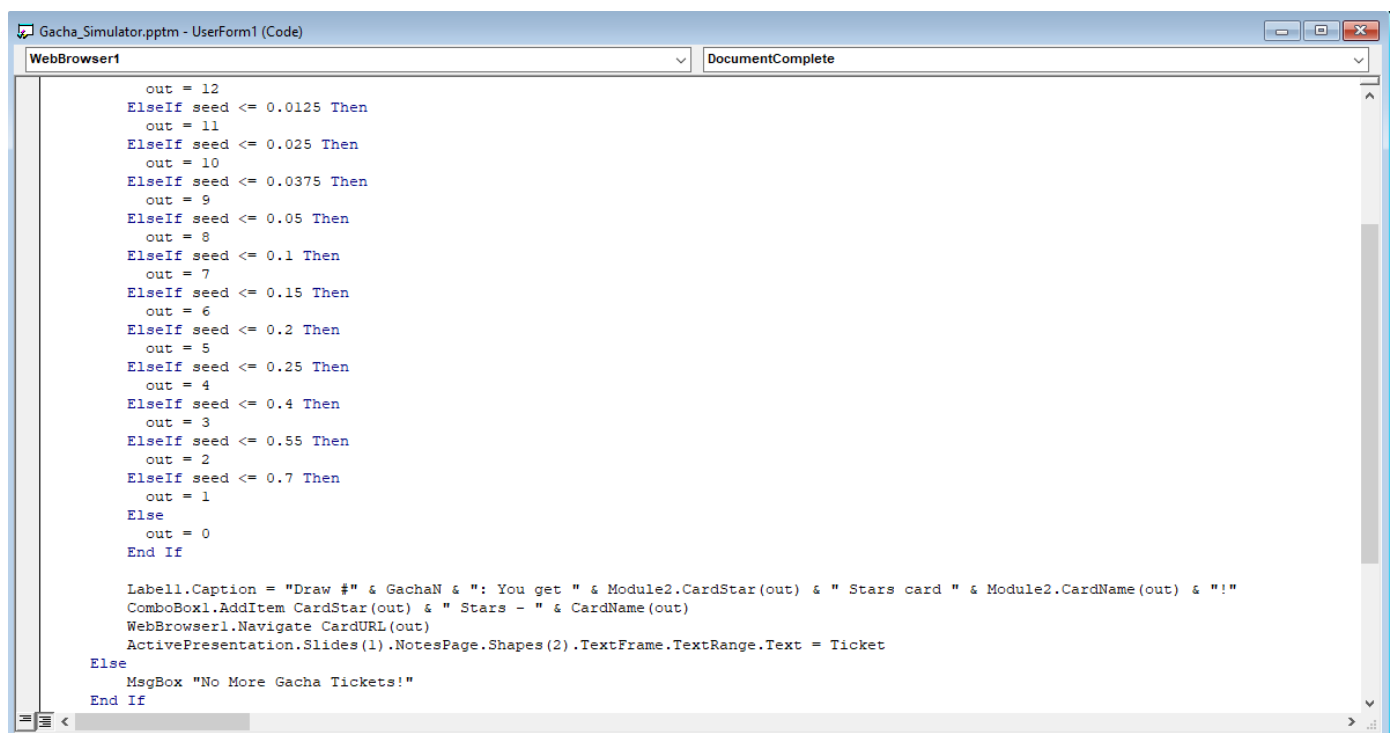 Gacha_Simulator.pptm - UserForm1 (Code)
WebBrowser1 DocumentComplete
out = 12
ElseIf seed <= 0.0125 Then
out = 11
ElseIf seed <= 0.025 Then
out = 10
ElseIf seed <= 0.0375 Then
out = 9
ElseIf seed <= 0.05 Then
out = 8
ElseIf seed <= 0.1 Then
out = 7
ElseIf seed <= 0.15 Then
out = 6
ElseIf seed <= 0.2 Then
out = 5
ElseIf seed <= 0.25 Then
out = 4
ElseIf seed <= 0.4 Then
out = 3
ElseIf seed <= 0.55 Then
out = 2
ElseIf seed <= 0.7 Then
out = 1
Else
out = 0
End If
Label1.Caption = "Draw #" & GachaN & ": You get " & Module2.CardStar(out) & " Stars card " & Module2.CardName(out) & "!"
ComboBox1.AddItem CardStar(out) & " Stars - " & CardName(out)
WebBrowser1.Navigate CardURL(out)
ActivePresentation.Slides(1).NotesPage.Shapes(2).TextFrame.TextRange.Text = Ticket
Else
MsgBox "No More Gacha Tickets!"
End If